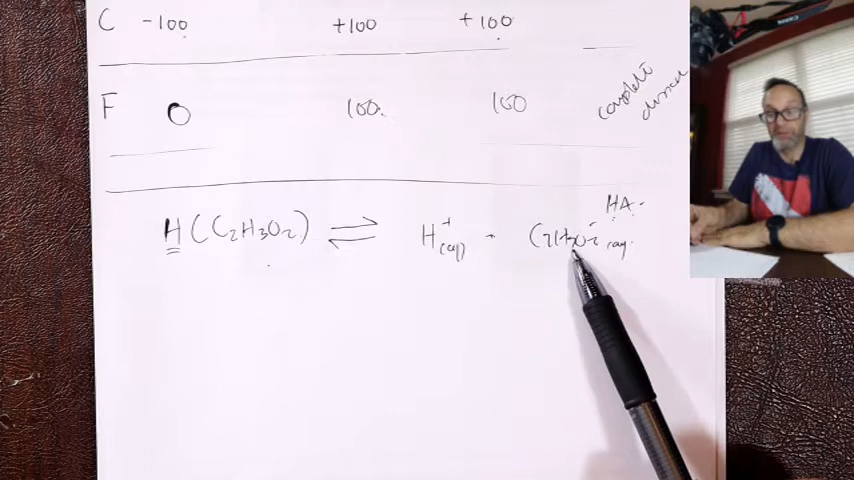 C -100 +100 +100
F 0 100. 100 complete
HA
H(C₂H₃O₂) ⇌ H⁺(aq) + C₂H₃O₂⁻ (aq)